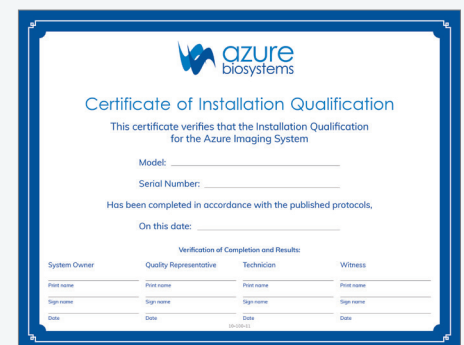 azure
biosystems
Certificate of Installation Qualification
This certificate verifies that the Installation Qualification
for the Azure Imaging System
Model:
Serial Number:
Has been completed in accordance with the published protocols,
On this date:
Verification of Completion and Results:
System Owner Quality Representative Technician Witness
Print name Print name Print name Print name
Sign name Sign name Sign name Sign name
Date Date Date Date